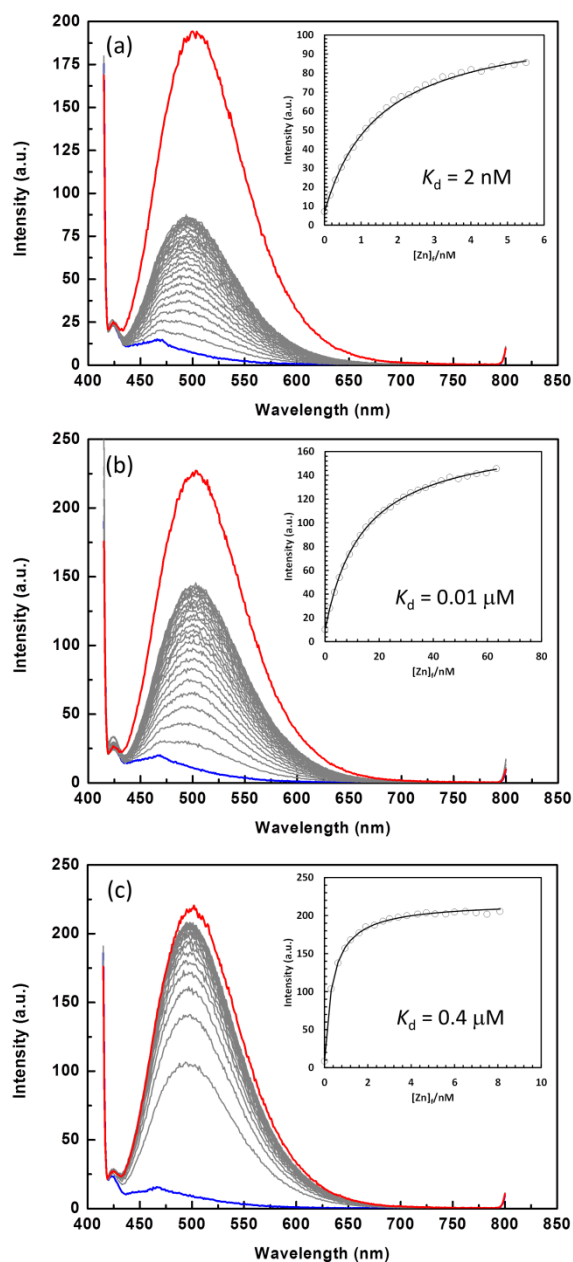 (a)
200
175
150
125
100
75
50
25
0
Intensity (a.u.)
400 450 500 550 600 650 700 750 800 850
Wavelength (nm)
100
90
80
70
60
50
40
30
20
10
0
Intensity (a.u.)
0 1 2 3 4 5 6
[Zn]f/nM
Kd = 2 nM
(b)
250
200
150
100
50
0
Intensity (a.u.)
400 450 500 550 600 650 700 750 800 850
Wavelength (nm)
160
140
120
100
80
60
40
20
0
Intensity (a.u.)
0 20 40 60 80
[Zn]f/nM
Kd = 0.01 μM
(c)
250
200
150
100
50
0
Intensity (a.u.)
400 450 500 550 600 650 700 750 800 850
Wavelength (nm)
250
200
150
100
50
0
Intensity (a.u.)
0 2 4 6 8 10
[Zn]f/nM
Kd = 0.4 μM